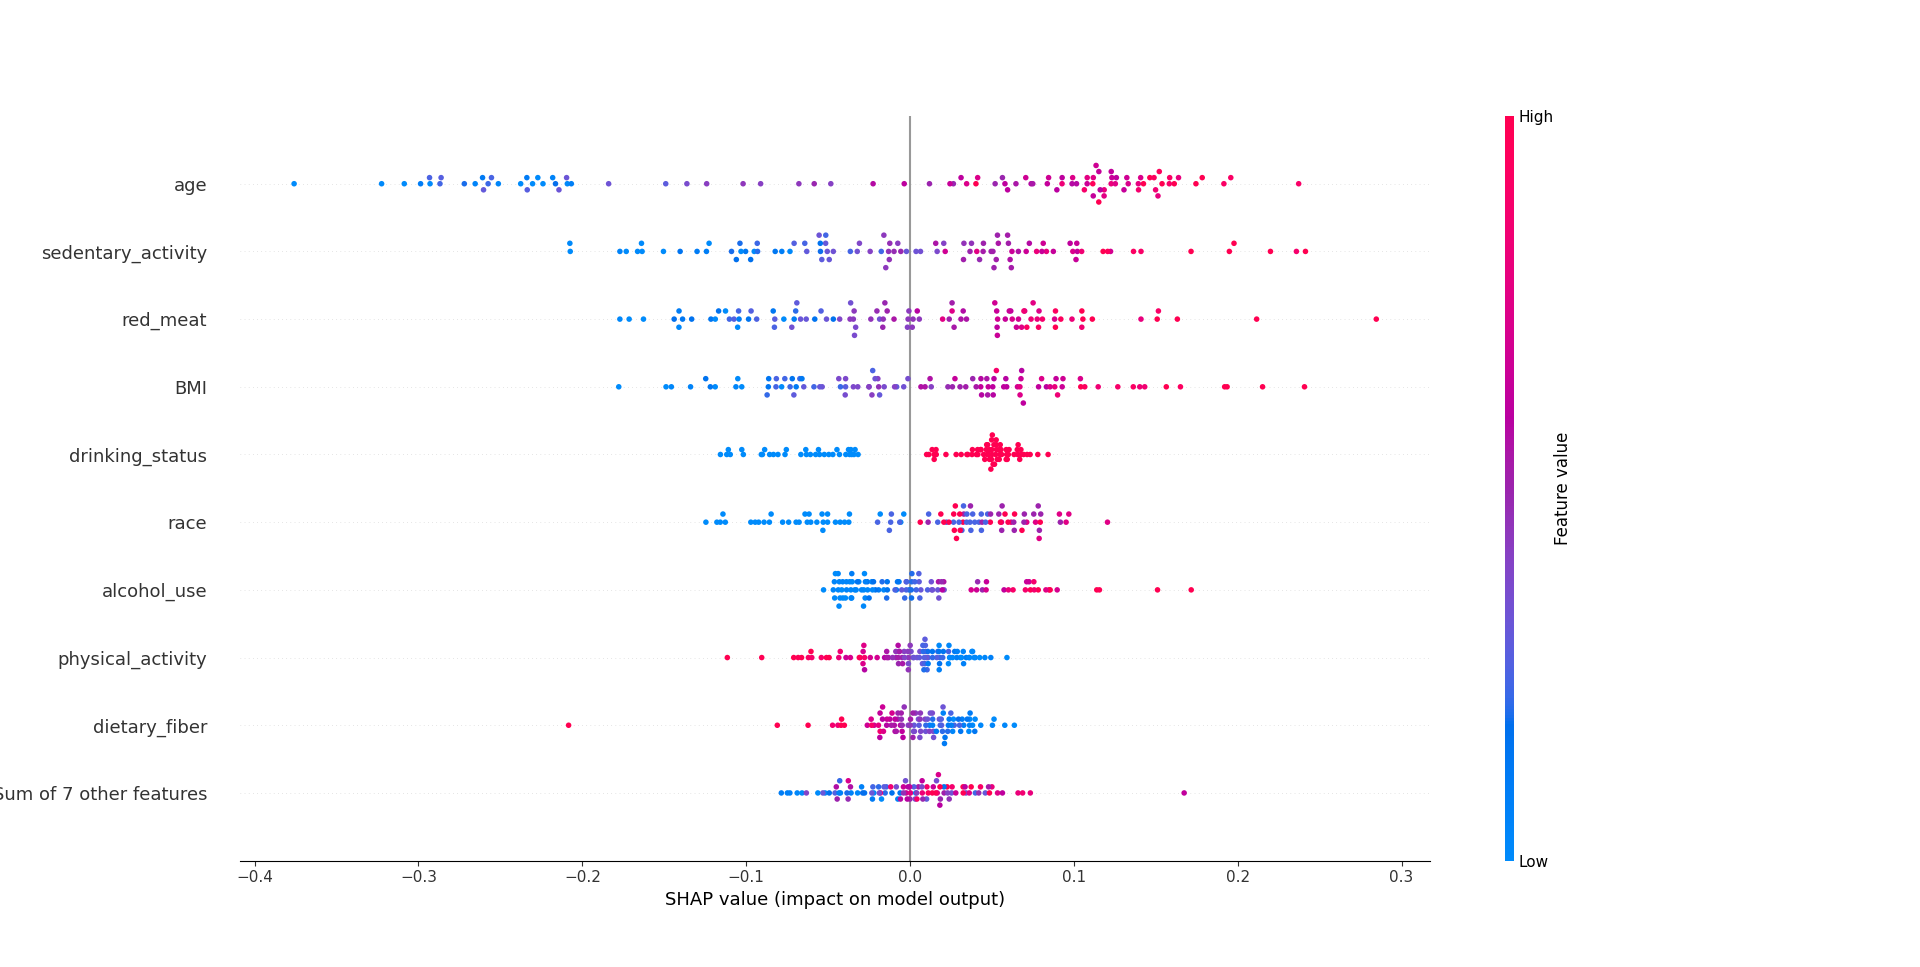 High
age
sedentary_activity
red_meat
BMI
drinking_status
race
alcohol_use
physical_activity
dietary_fiber
Sum of 7 other features
Feature value
Low
−0.4 −0.3 −0.2 −0.1 0.0 0.1 0.2 0.3
SHAP value (impact on model output)